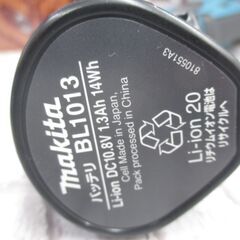 makita
バッテリ BL1013
Li-ion DC10.8V 1.3Ah 14Wh
Cell Made in Japan,
Pack processed in China.
810551A3
Li-ion 20
リチウムイオン電池は
リサイクルへ